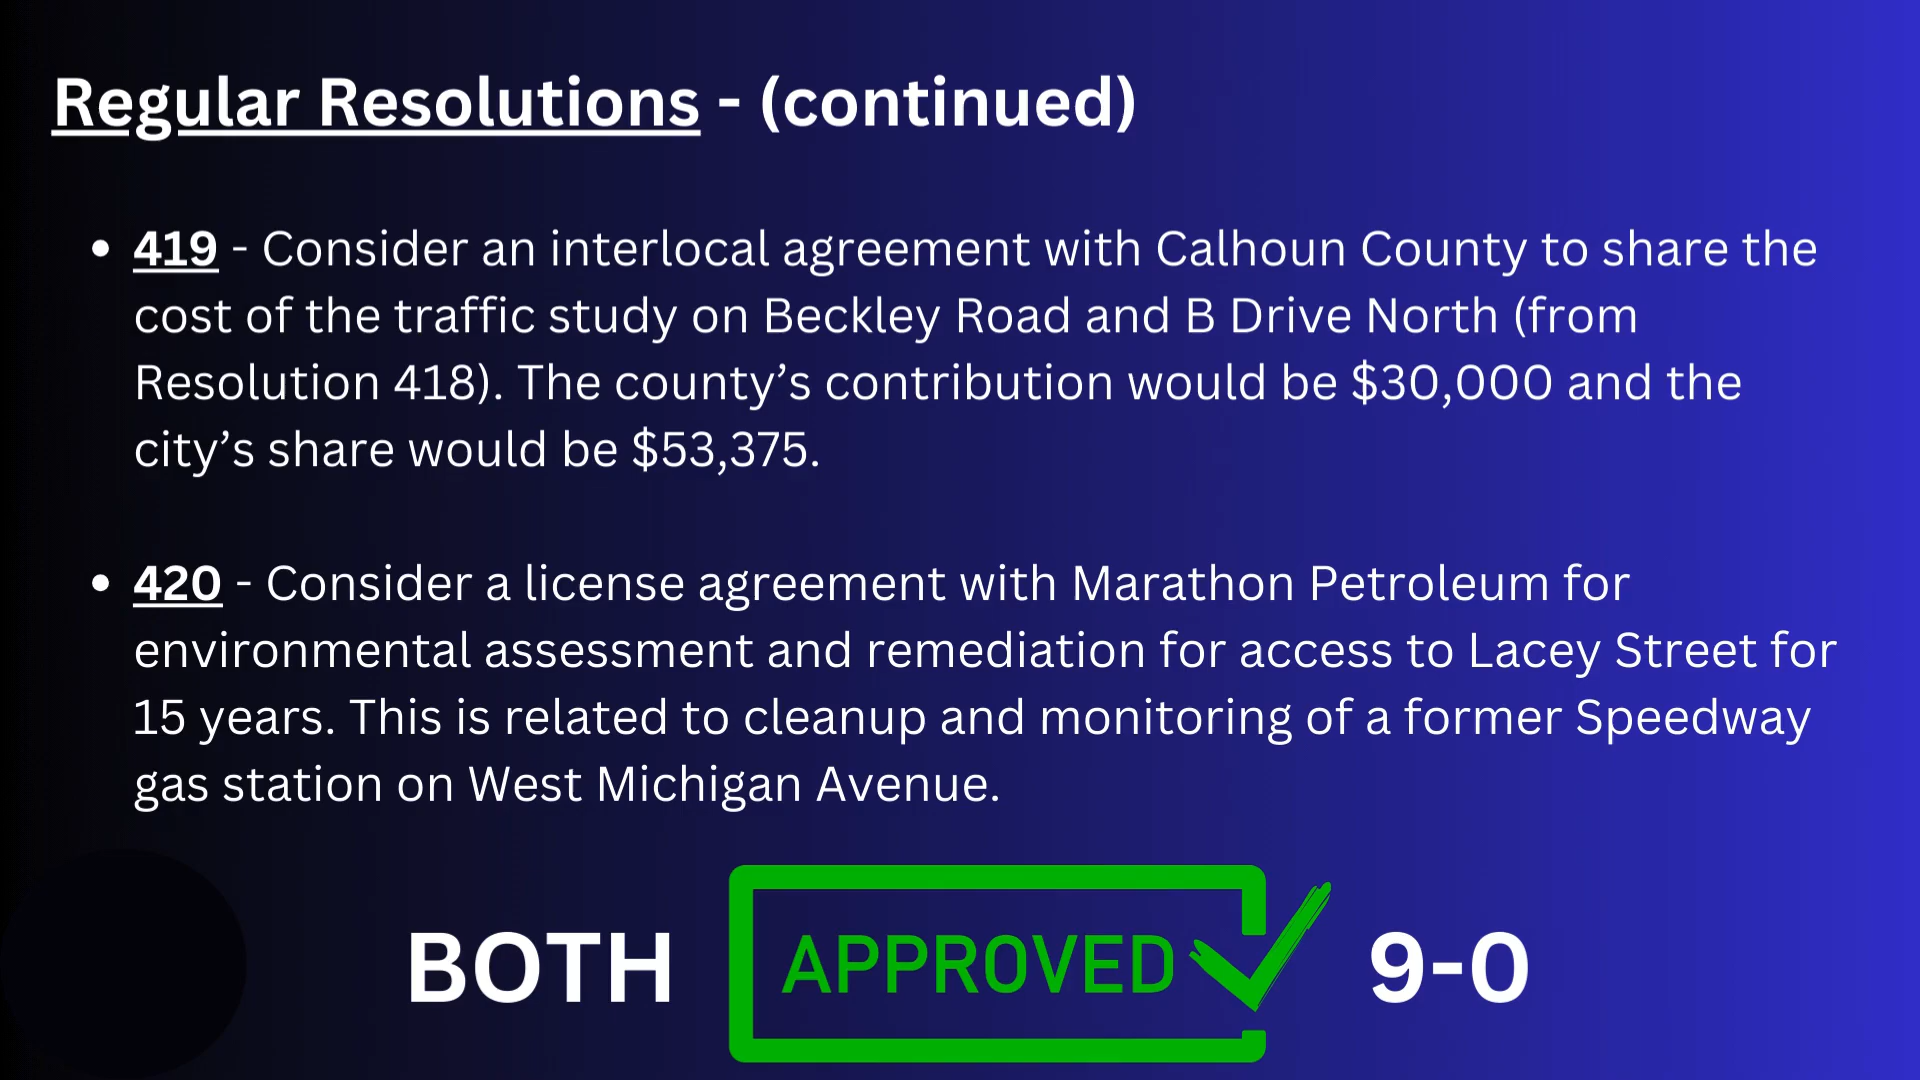 Regular Resolutions - (continued)
• 419 - Consider an interlocal agreement with Calhoun County to share the
cost of the traffic study on Beckley Road and B Drive North (from
Resolution 418). The county’s contribution would be $30,000 and the
city’s share would be $53,375.
• 420 - Consider a license agreement with Marathon Petroleum for
environmental assessment and remediation for access to Lacey Street for
15 years. This is related to cleanup and monitoring of a former Speedway
gas station on West Michigan Avenue.
BOTH APPROVED 9-0